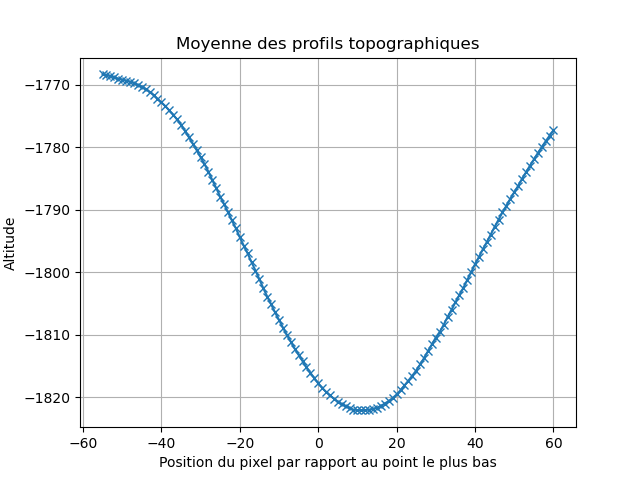 Moyenne des profils topographiques
−1770
−1780
−1790
−1800
−1810
−1820
Altitude
−60 −40 −20 0 20 40 60
Position du pixel par rapport au point le plus bas